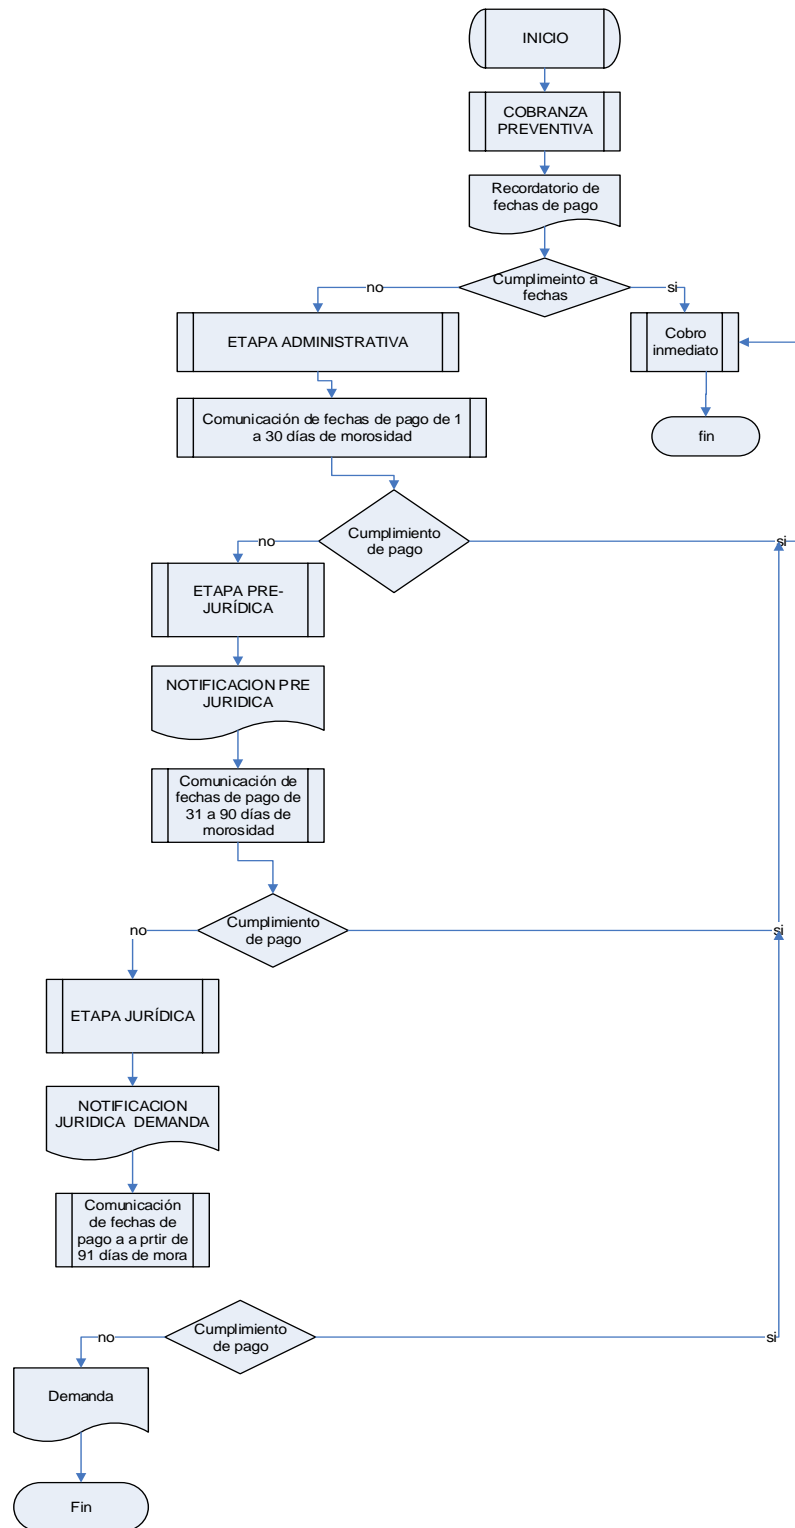 INICIO
COBRANZA
PREVENTIVA
Recordatorio de
fechas de pago
Cumplimeinto a
fechas
no
si
ETAPA ADMINISTRATIVA
Cobro
inmediato
Comunicación de fechas de pago de 1
a 30 días de morosidad
fin
Cumplimiento
de pago
no
si
ETAPA PRE-
JURÍDICA
NOTIFICACION PRE
JURIDICA
Comunicación de
fechas de pago de
31 a 90 días de
morosidad
Cumplimiento
de pago
no
si
ETAPA JURÍDICA
NOTIFICACION
JURIDICA DEMANDA
Comunicación
de fechas de
pago a a prtir de
91 días de mora
Cumplimiento
de pago
no
si
Demanda
Fin